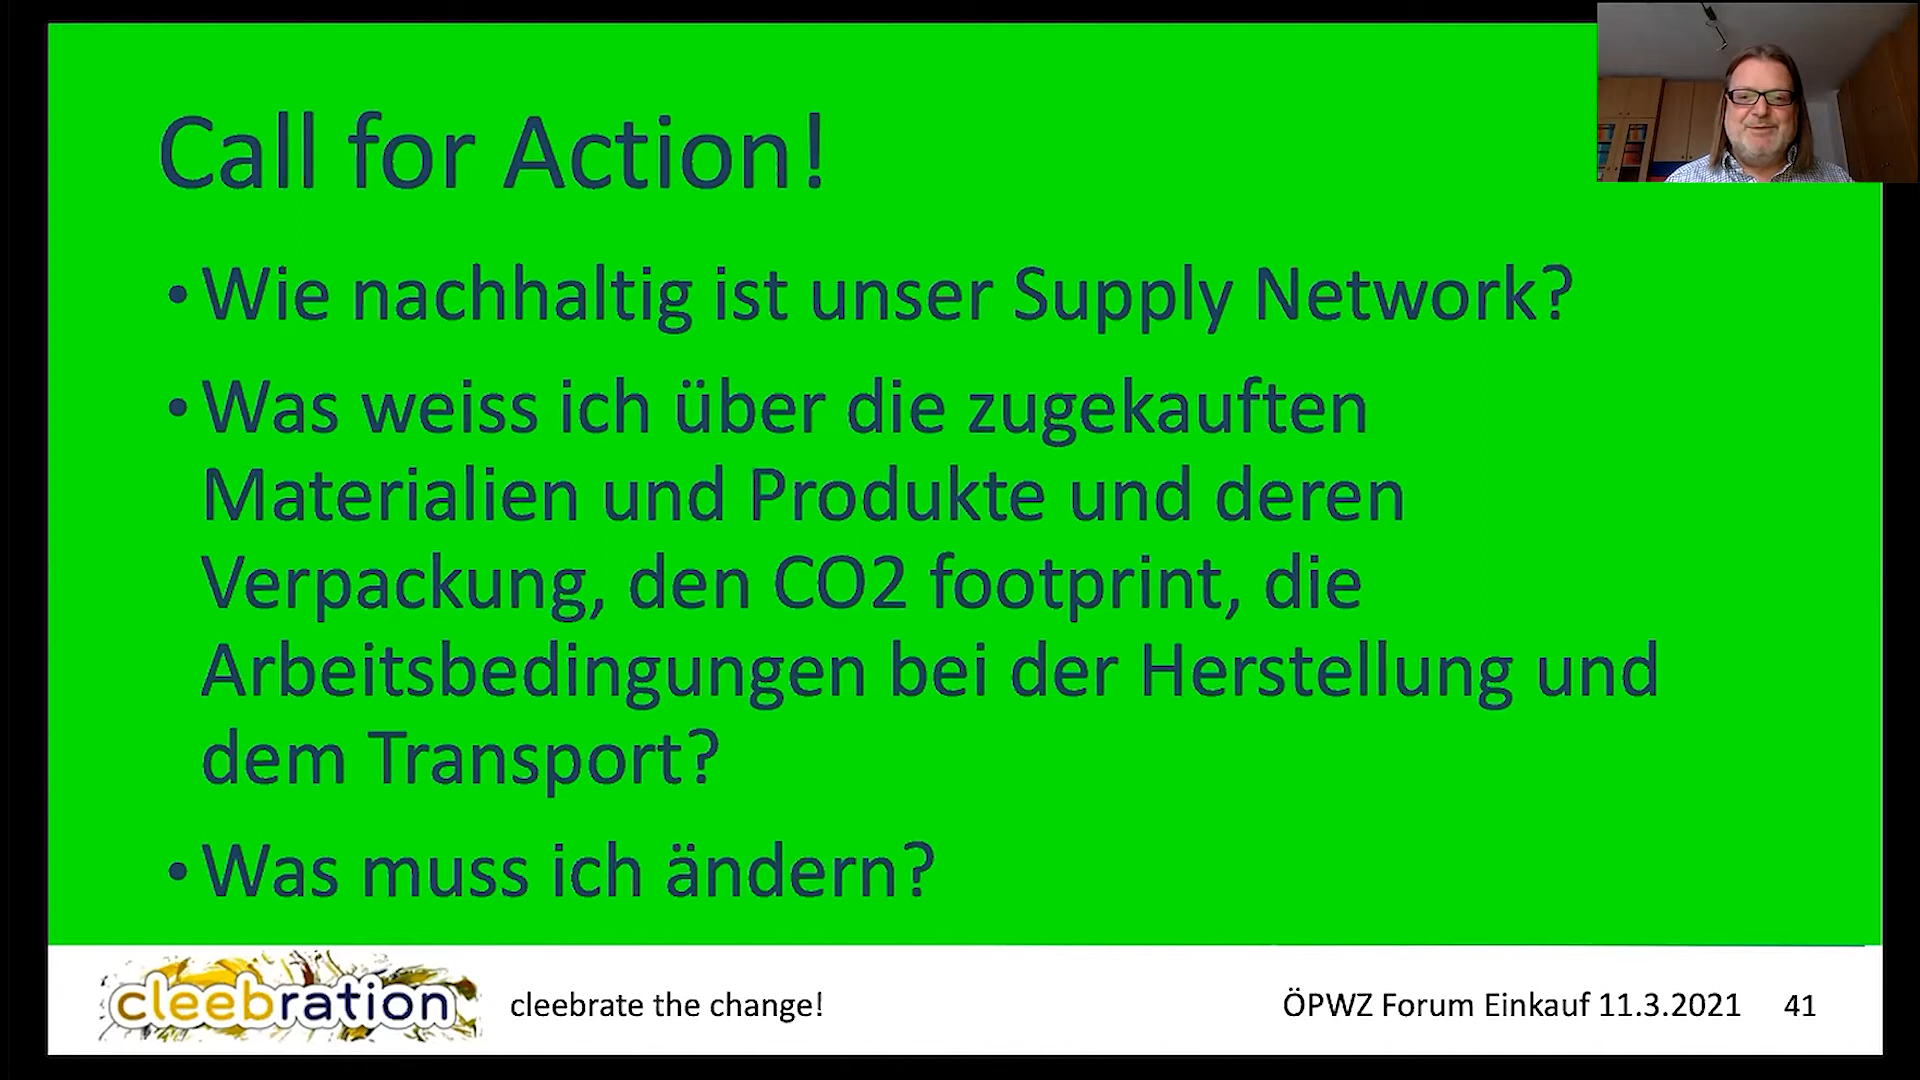 Call for Action!
• Wie nachhaltig ist unser Supply Network?
• Was weiss ich über die zugekauften
Materialien und Produkte und deren
Verpackung, den CO2 footprint, die
Arbeitsbedingungen bei der Herstellung und
dem Transport?
• Was muss ich ändern?
cleebration
cleebrate the change!
ÖPWZ Forum Einkauf 11.3.2021
41